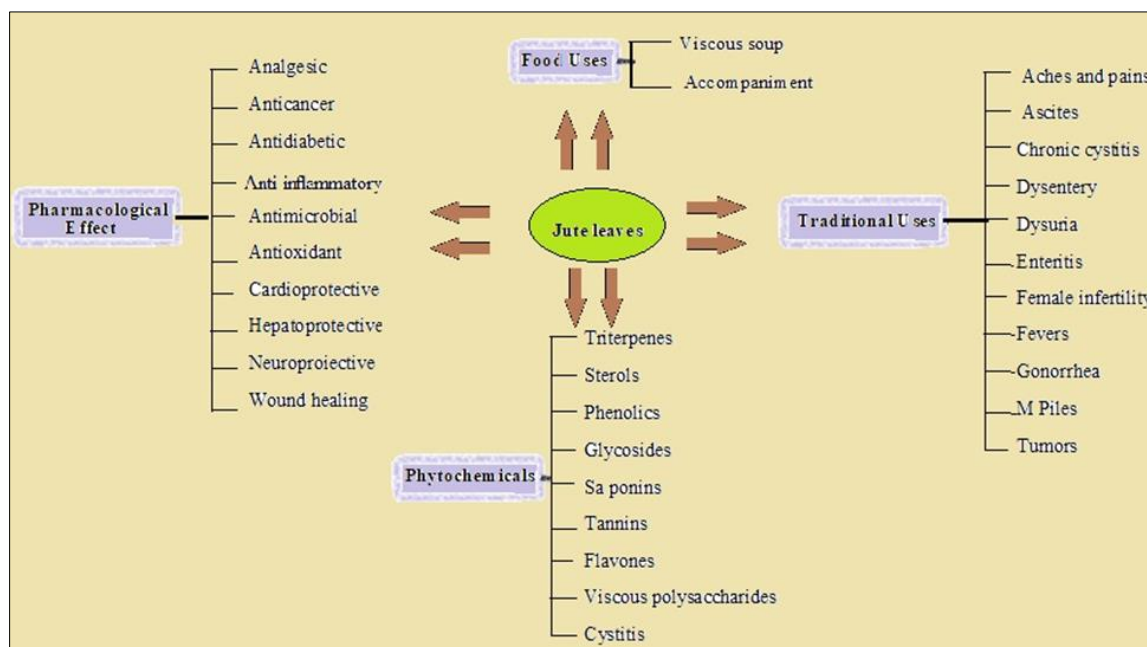 Food Uses
Viscous soup
Accompaniment
Pharmacological
Effect
Analgesic
Anticancer
Antidiabetic
Anti inflammatory
Antimicrobial
Antioxidant
Cardioprotective
Hepatoprotective
Neuroproiective
Wound healing
Jute leaves
Traditional Uses
Aches and pains
Ascites
Chronic cystitis
Dysentery
Dysuria
Enteritis
Female infertility
Fevers
Gonorrhea
M Piles
Tumors
Phytochemicals
Triterpenes
Sterols
Phenolics
Glycosides
Sa ponins
Tannins
Flavones
Viscous polysaccharides
Cystitis